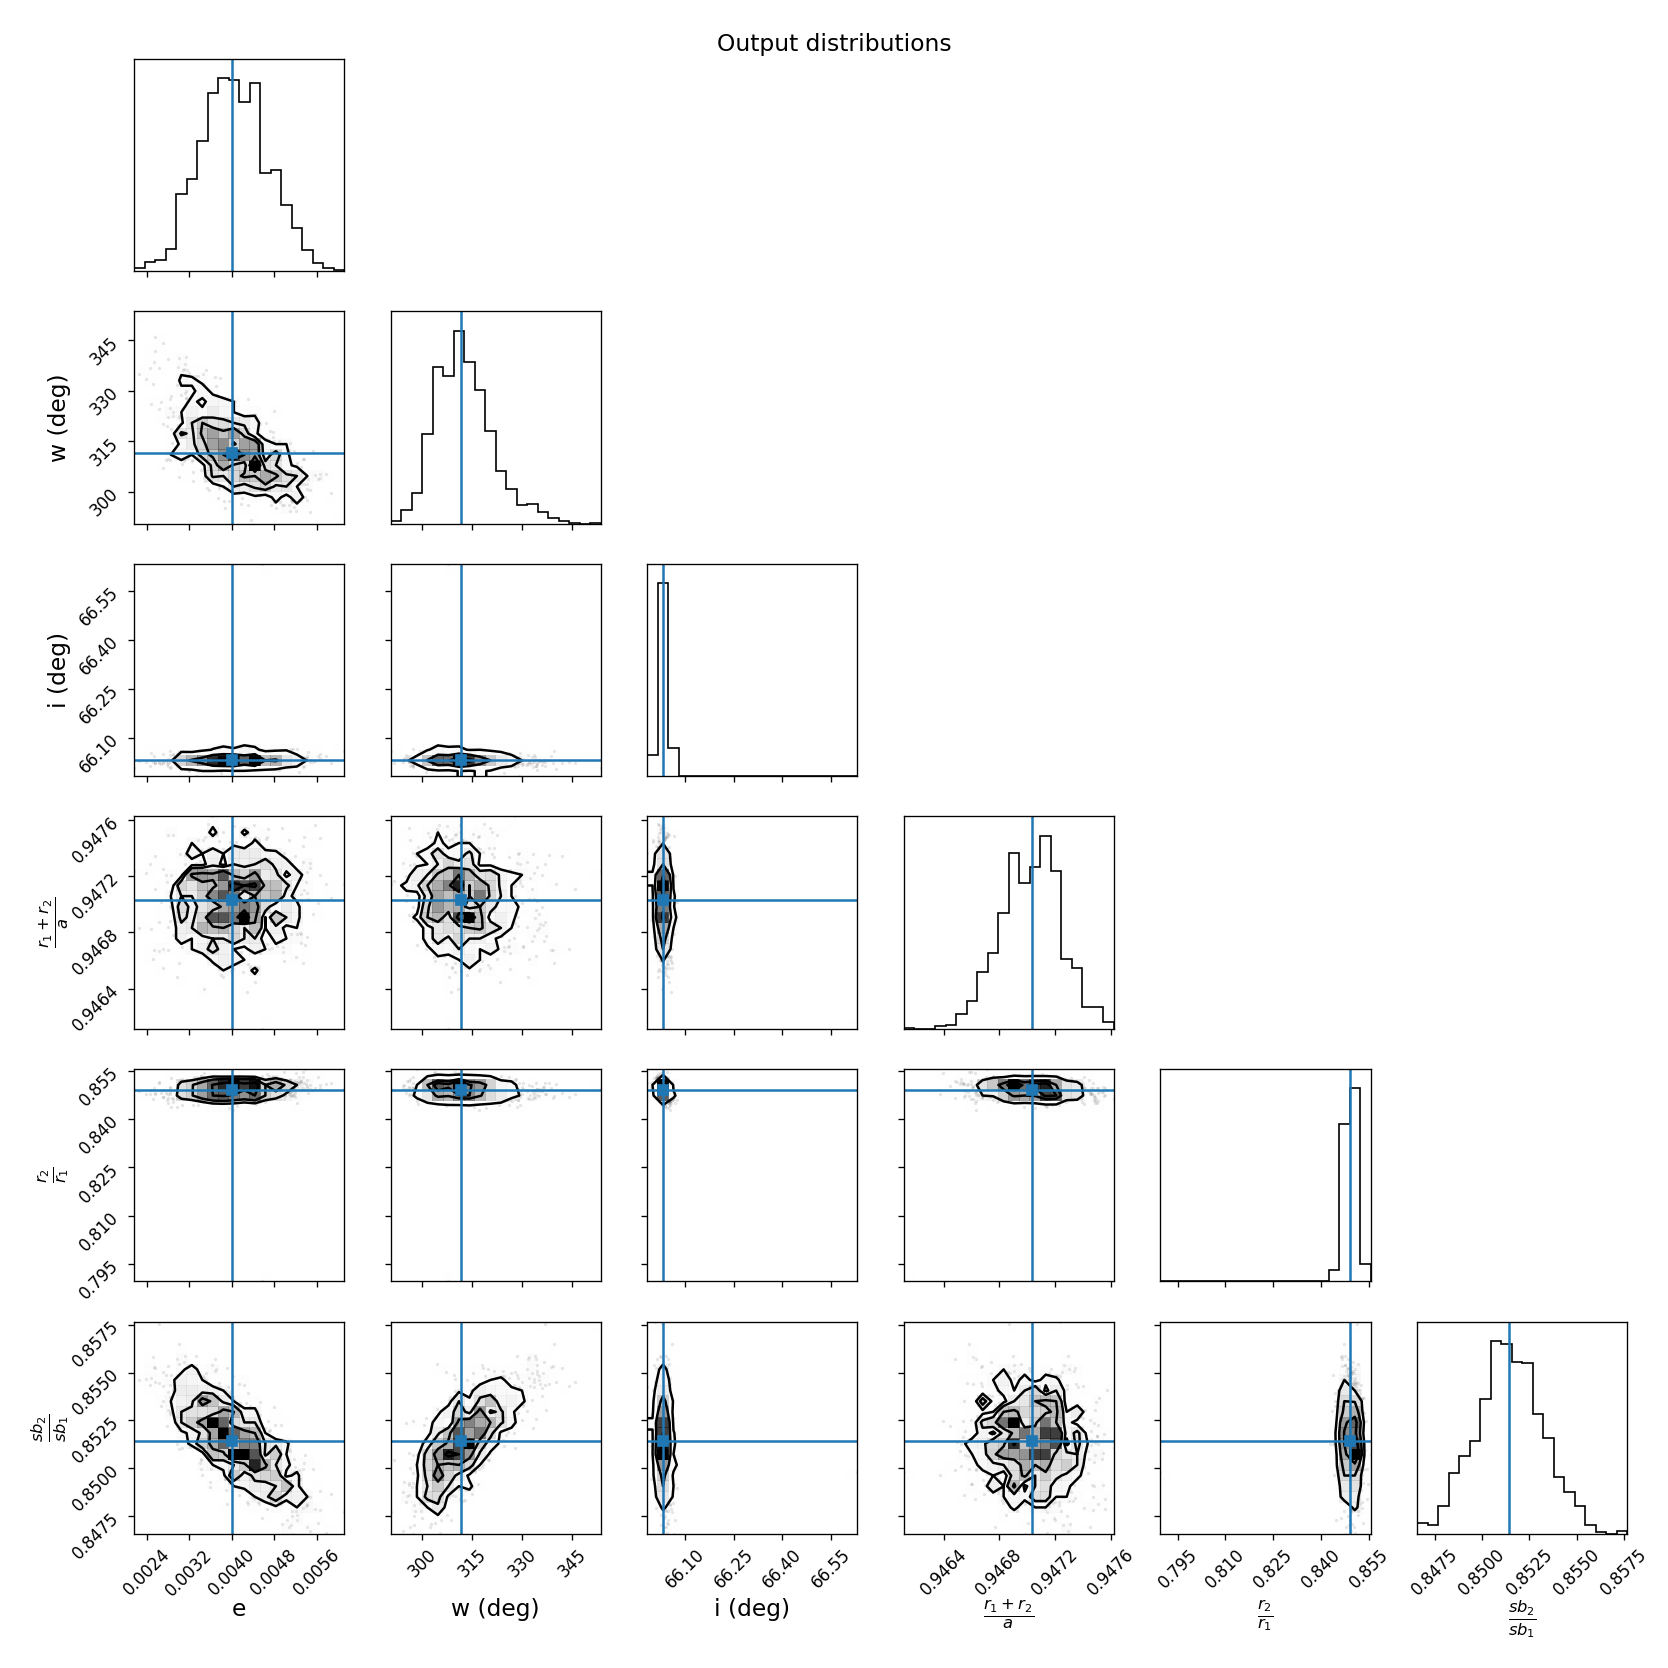 Output distributions
w (deg)
345
330
315
300
i (deg)
66.55
66.40
66.25
66.10
r₁ + r₂
a
0.9476
0.9472
0.9468
0.9464
r₂
r₁
0.855
0.840
0.825
0.810
0.795
sb₂
sb₁
0.8575
0.8550
0.8525
0.8500
0.8475
0.0024 0.0032 0.0040 0.0048 0.0056 300 315 330 345 66.10 66.25 66.40 66.55 0.9464 0.9468 0.9472 0.9476 0.795 0.810 0.825 0.840 0.855 0.8475 0.8500 0.8525 0.8550 0.8575
e
w (deg)
i (deg)
r₁ + r₂
a
r₂
r₁
sb₂
sb₁